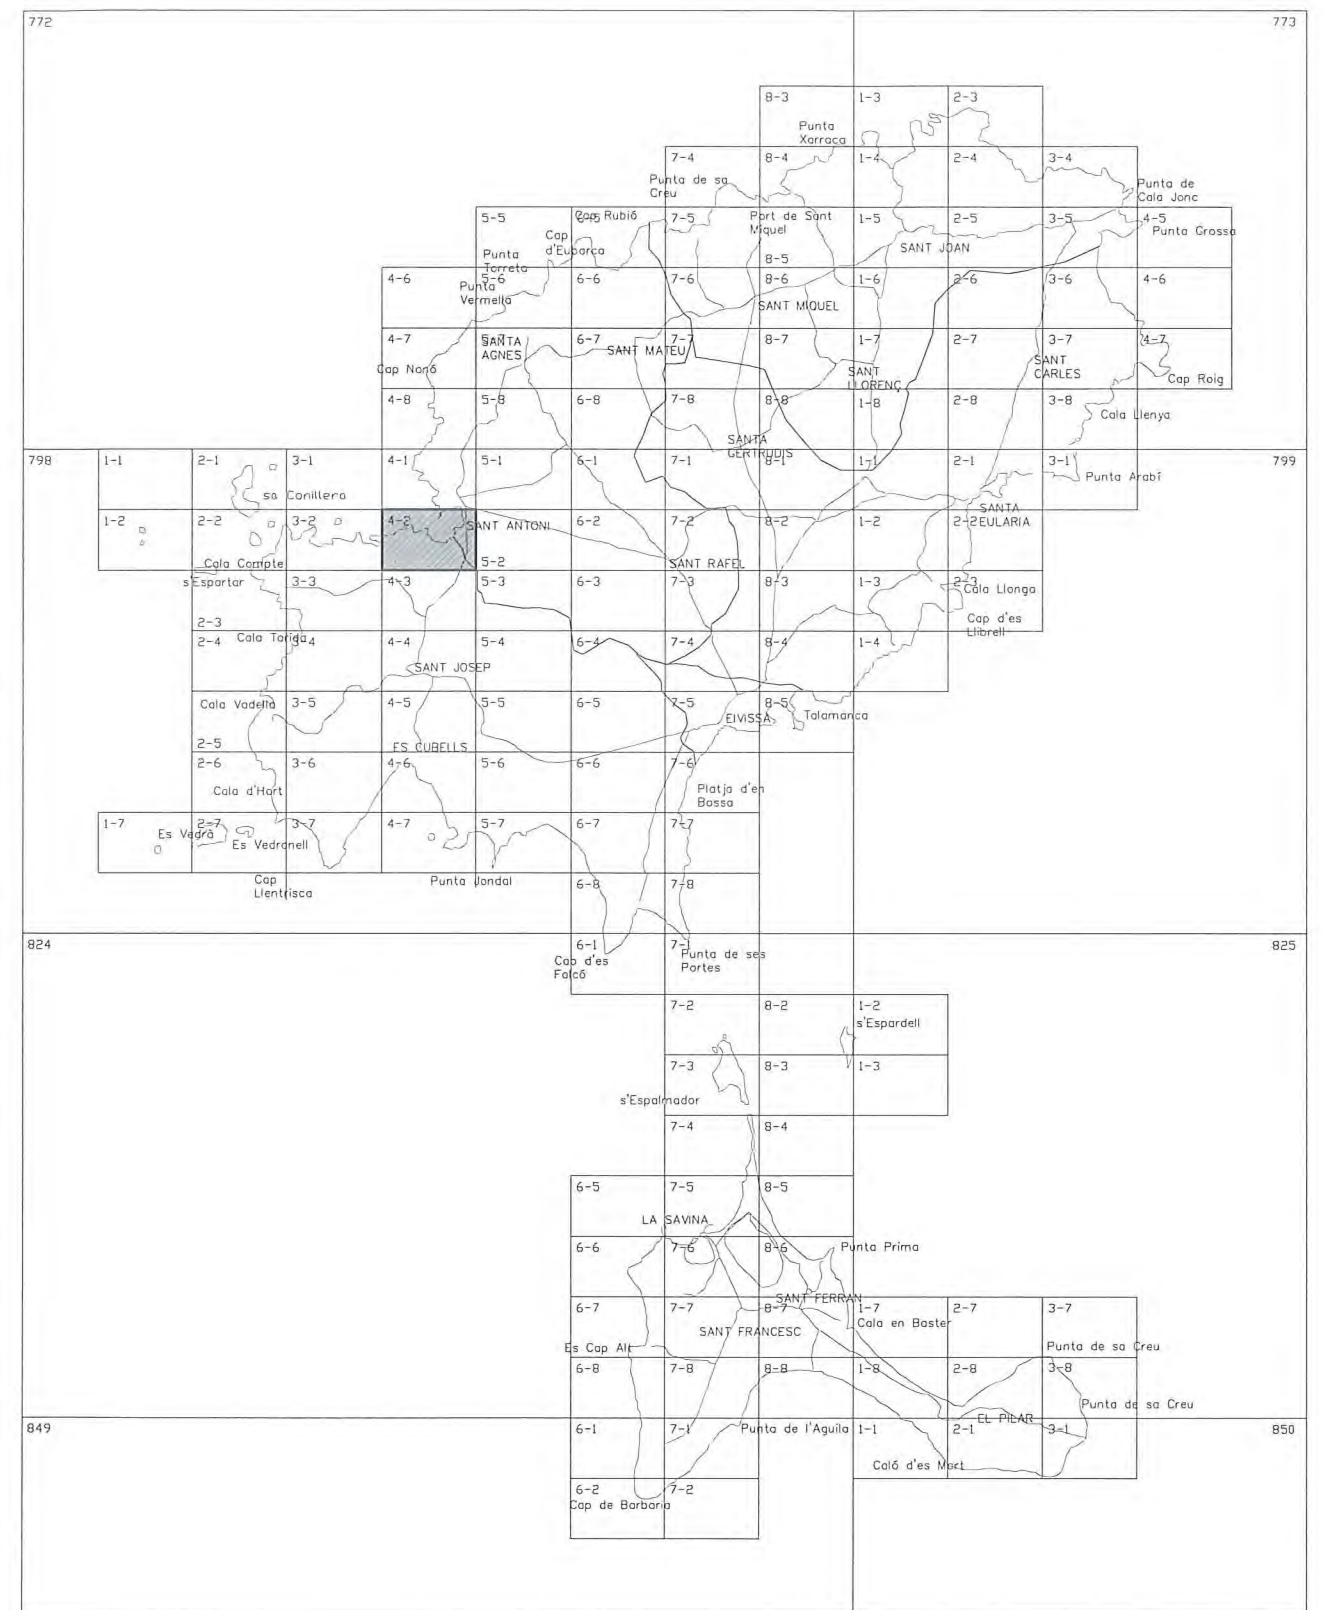 772
773
8-3
1-3
2-3
Punta
Xarraca
7-4
8-4
1-4
2-4
3-4
Punta de sa
Creu
Punta de
Cala Jonc
5-5
Cap Rubió
7-5
Port de Sant
Miquel
1-5
2-5
3-5
4-5
Punta Grossa
Cap
d'Eubarca
SANT JOAN
Punta
Torreta
8-5
4-6
5-6
6-6
7-6
8-6
1-6
2-6
3-6
4-6
Punta
Vermella
SANT MIQUEL
4-7
SANTA
AGNES
6-7
SANT MATEU
7-7
8-7
1-7
2-7
3-7
4-7
SANT
CARLES
Cap Nonó
SANT
LLORENÇ
Cap Roig
4-8
5-8
6-8
7-8
8-8
1-8
2-8
3-8
Cala Llenya
SANTA
GERTRUDIS
798
799
1-1
2-1
3-1
4-1
5-1
6-1
7-1
8-1
1-1
2-1
3-1
Punta Arabí
sa Conillera
1-2
2-2
3-2
4-2
SANT ANTONI
6-2
7-2
8-2
1-2
2-2
SANTA
EULARIA
Cala Compte
5-2
SANT RAFEL
s'Espartar
3-3
4-3
5-3
6-3
7-3
8-3
1-3
2-3
Cala Llonga
2-3
Cap d'es
Llibrell
2-4
Cala Tarida
3-4
4-4
5-4
6-4
7-4
8-4
1-4
SANT JOSEP
Cala Vadella
3-5
4-5
5-5
6-5
7-5
8-5
EIVISSA
Talamanca
2-5
ES CUBELLS
2-6
3-6
4-6
5-6
6-6
7-6
Cala d'Hort
Platja d'en
Bossa
1-7
2-7
3-7
4-7
5-7
6-7
7-7
Es Vedrà
Es Vedranell
Cap
Llentrisca
Punta Jondal
6-8
7-8
824
825
6-1
7-1
Cap d'es
Falcó
Punta de ses
Portes
7-2
8-2
1-2
s'Espardell
7-3
8-3
1-3
s'Espalmador
7-4
8-4
6-5
7-5
8-5
LA SAVINA
6-6
7-6
8-6
Punta Prima
SANT FERRAN
6-7
7-7
8-7
1-7
2-7
3-7
Cala en Baster
SANT FRANCESC
Es Cap Alt
Punta de sa Creu
6-8
7-8
8-8
1-8
2-8
3-8
Punta de sa Creu
EL PILAR
849
850
6-1
7-1
Punta de l'Aguila
1-1
2-1
3-1
Caló d'es Mort
6-2
7-2
Cap de Barbaria